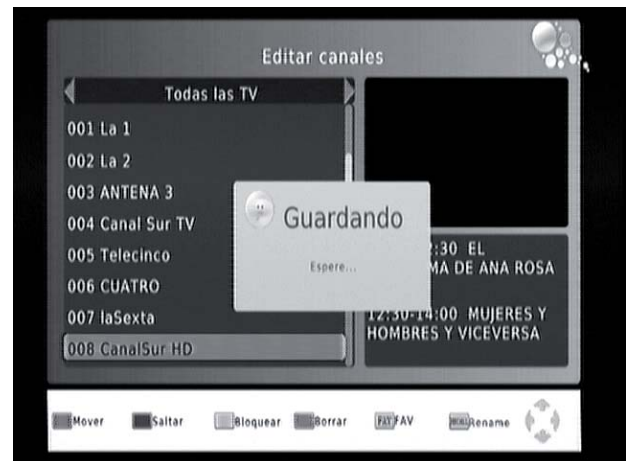 Editar canales
Todas las TV
001 La 1
002 La 2
003 ANTENA 3
004 Canal Sur TV
005 Telecinco
006 CUATRO
007 laSexta
008 CanalSur HD
Guardando
Espere...
:30 EL
MA DE ANA ROSA
12:30-14:00 MUJERES Y
HOMBRES Y VICEVERSA
Mover Saltar Bloquear Borrar FAV FAV Rename